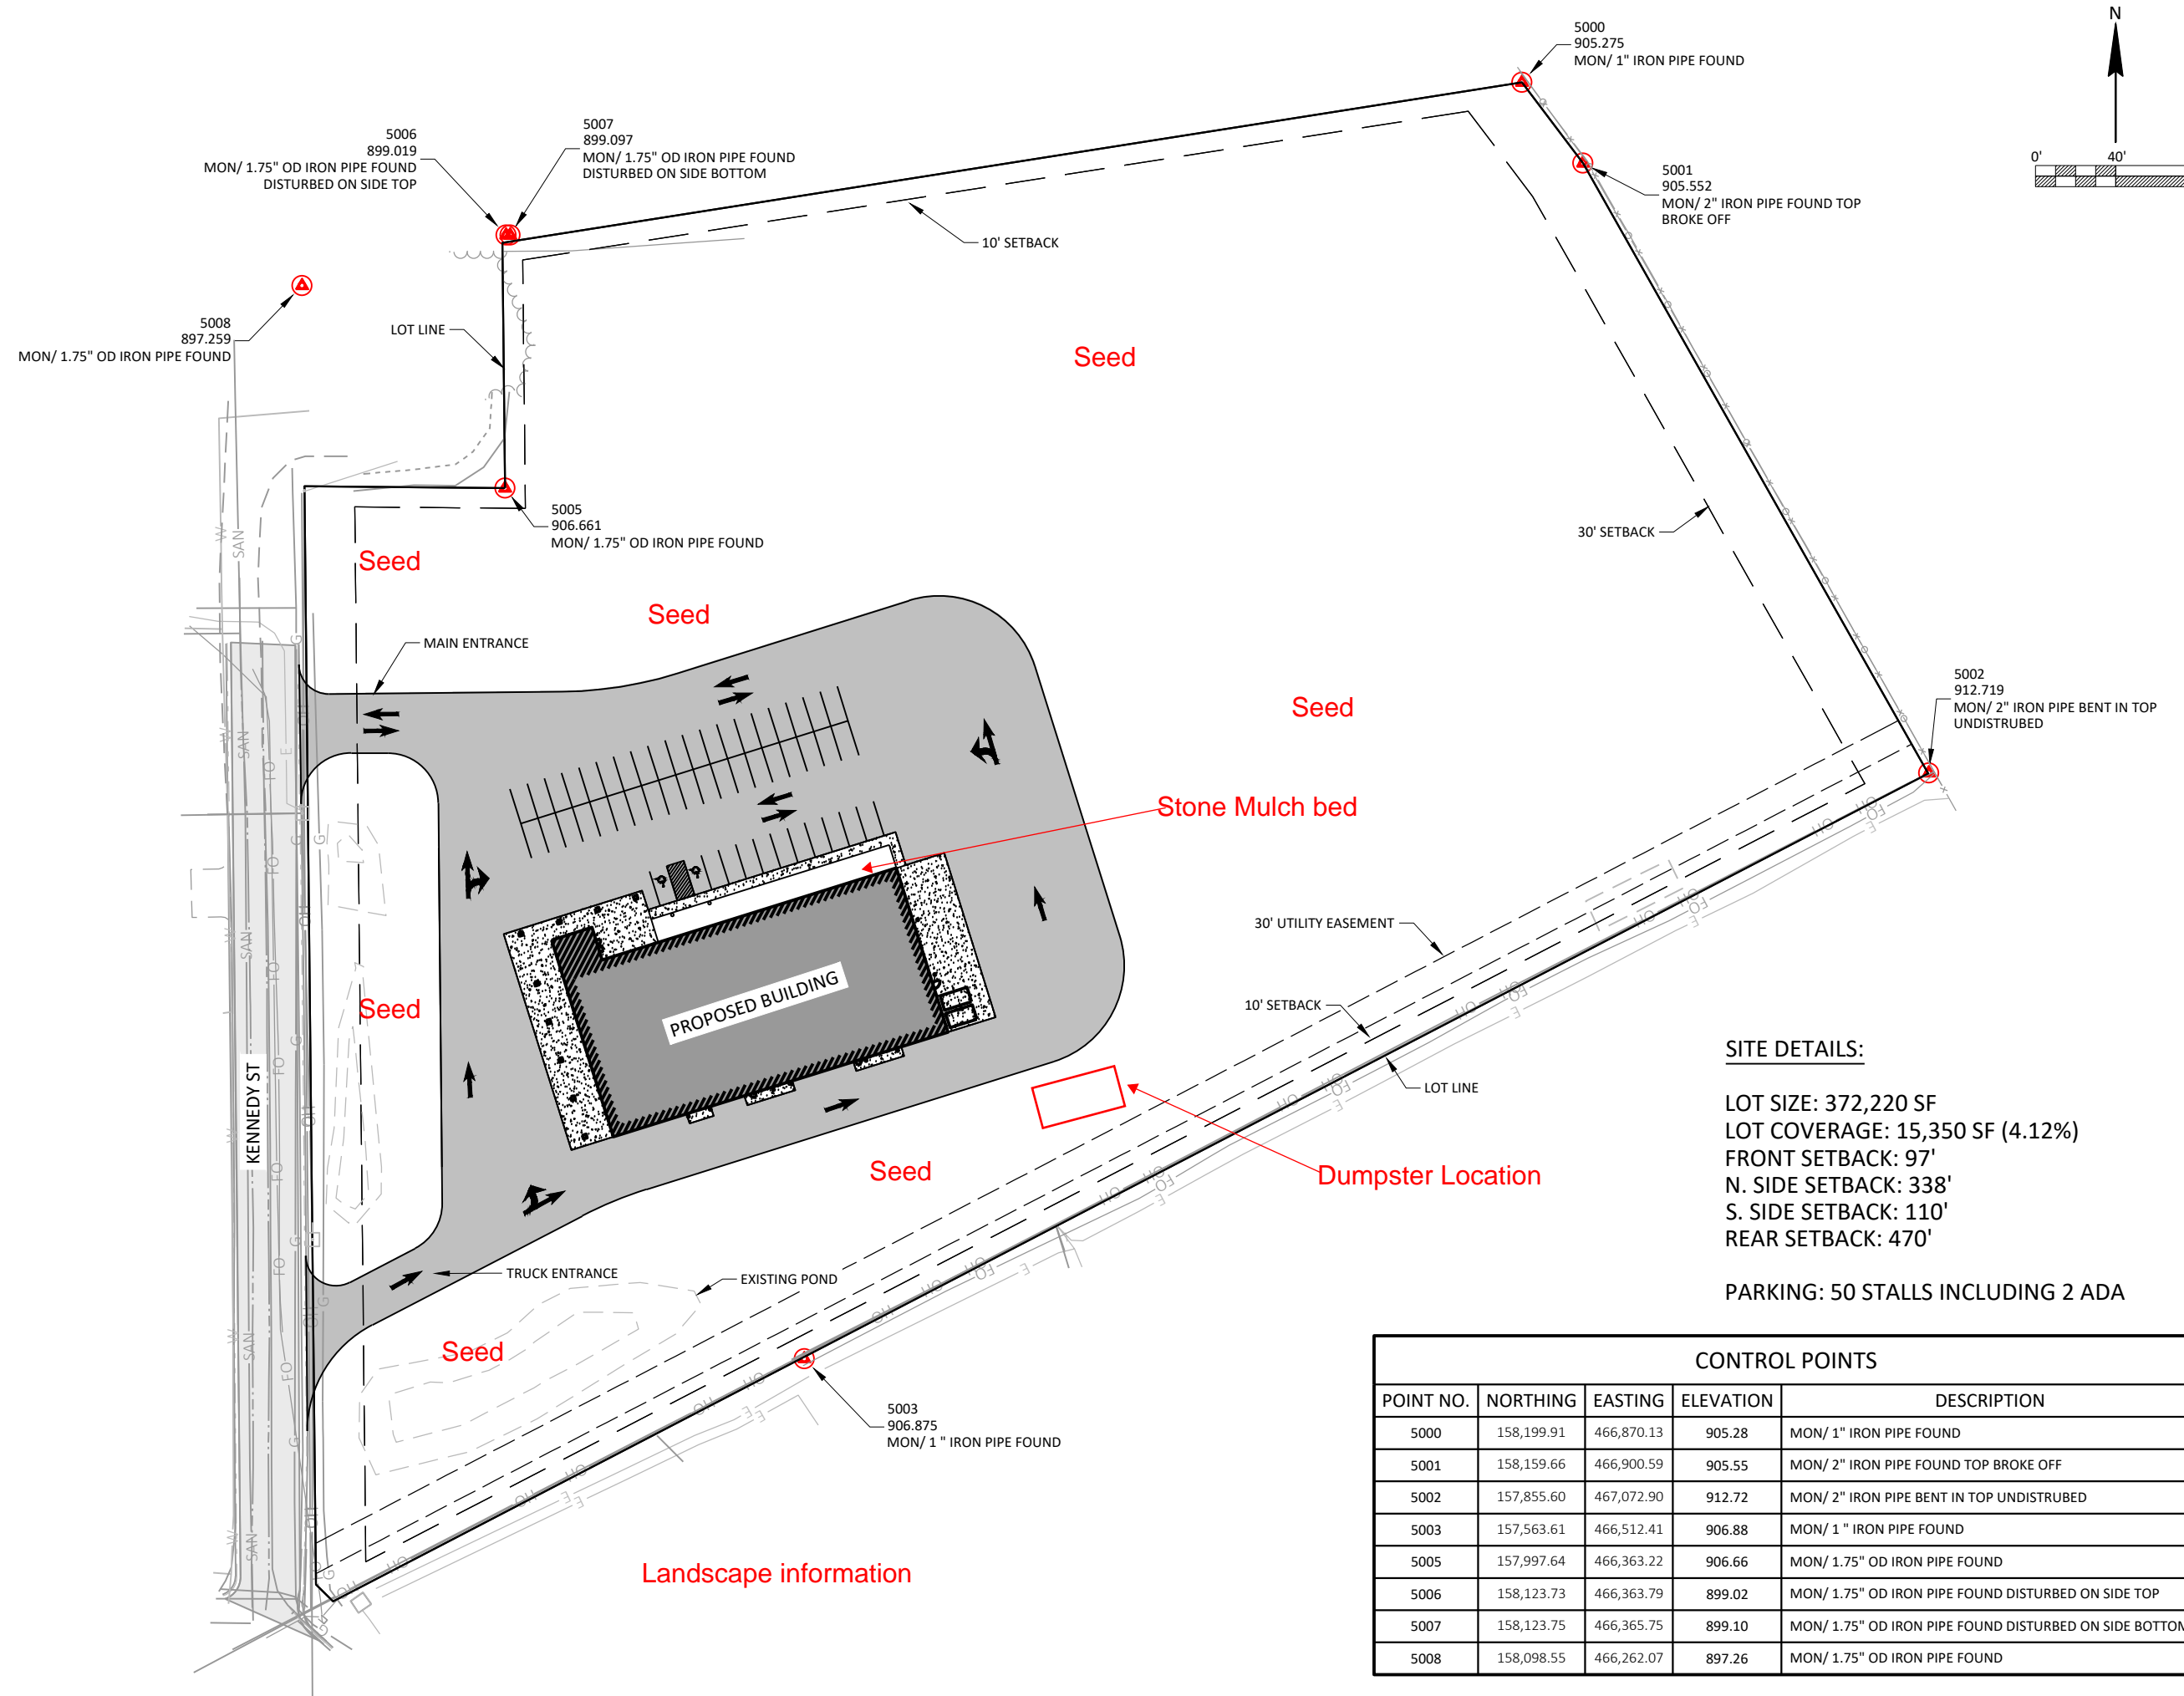 5000
905.275
MON/ 1" IRON PIPE FOUND
N
0'
40'
5006
899.019
MON/ 1.75" OD IRON PIPE FOUND
DISTURBED ON SIDE TOP
5007
899.097
MON/ 1.75" OD IRON PIPE FOUND
DISTURBED ON SIDE BOTTOM
5001
905.552
MON/ 2" IRON PIPE FOUND TOP
BROKE OFF
10' SETBACK
5008
897.259
MON/ 1.75" OD IRON PIPE FOUND
LOT LINE
Seed
5005
906.661
MON/ 1.75" OD IRON PIPE FOUND
30' SETBACK
Seed
Seed
MAIN ENTRANCE
Seed
5002
912.719
MON/ 2" IRON PIPE BENT IN TOP
UNDISTRUBED
Stone Mulch bed
30' UTILITY EASEMENT
PROPOSED BUILDING
Seed
10' SETBACK
KENNEDY ST
LOT LINE
Seed
Dumpster Location
TRUCK ENTRANCE
EXISTING POND
Seed
5003
906.875
MON/ 1 " IRON PIPE FOUND
Landscape information
SITE DETAILS:
LOT SIZE: 372,220 SF
LOT COVERAGE: 15,350 SF (4.12%)
FRONT SETBACK: 97'
N. SIDE SETBACK: 338'
S. SIDE SETBACK: 110'
REAR SETBACK: 470'
PARKING: 50 STALLS INCLUDING 2 ADA
CONTROL POINTS
POINT NO. NORTHING EASTING ELEVATION DESCRIPTION
5000 158,199.91 466,870.13 905.28 MON/ 1" IRON PIPE FOUND
5001 158,159.66 466,900.59 905.55 MON/ 2" IRON PIPE FOUND TOP BROKE OFF
5002 157,855.60 467,072.90 912.72 MON/ 2" IRON PIPE BENT IN TOP UNDISTRUBED
5003 157,563.61 466,512.41 906.88 MON/ 1 " IRON PIPE FOUND
5005 157,997.64 466,363.22 906.66 MON/ 1.75" OD IRON PIPE FOUND
5006 158,123.73 466,363.79 899.02 MON/ 1.75" OD IRON PIPE FOUND DISTURBED ON SIDE TOP
5007 158,123.75 466,365.75 899.10 MON/ 1.75" OD IRON PIPE FOUND DISTURBED ON SIDE BOTTOM
5008 158,098.55 466,262.07 897.26 MON/ 1.75" OD IRON PIPE FOUND